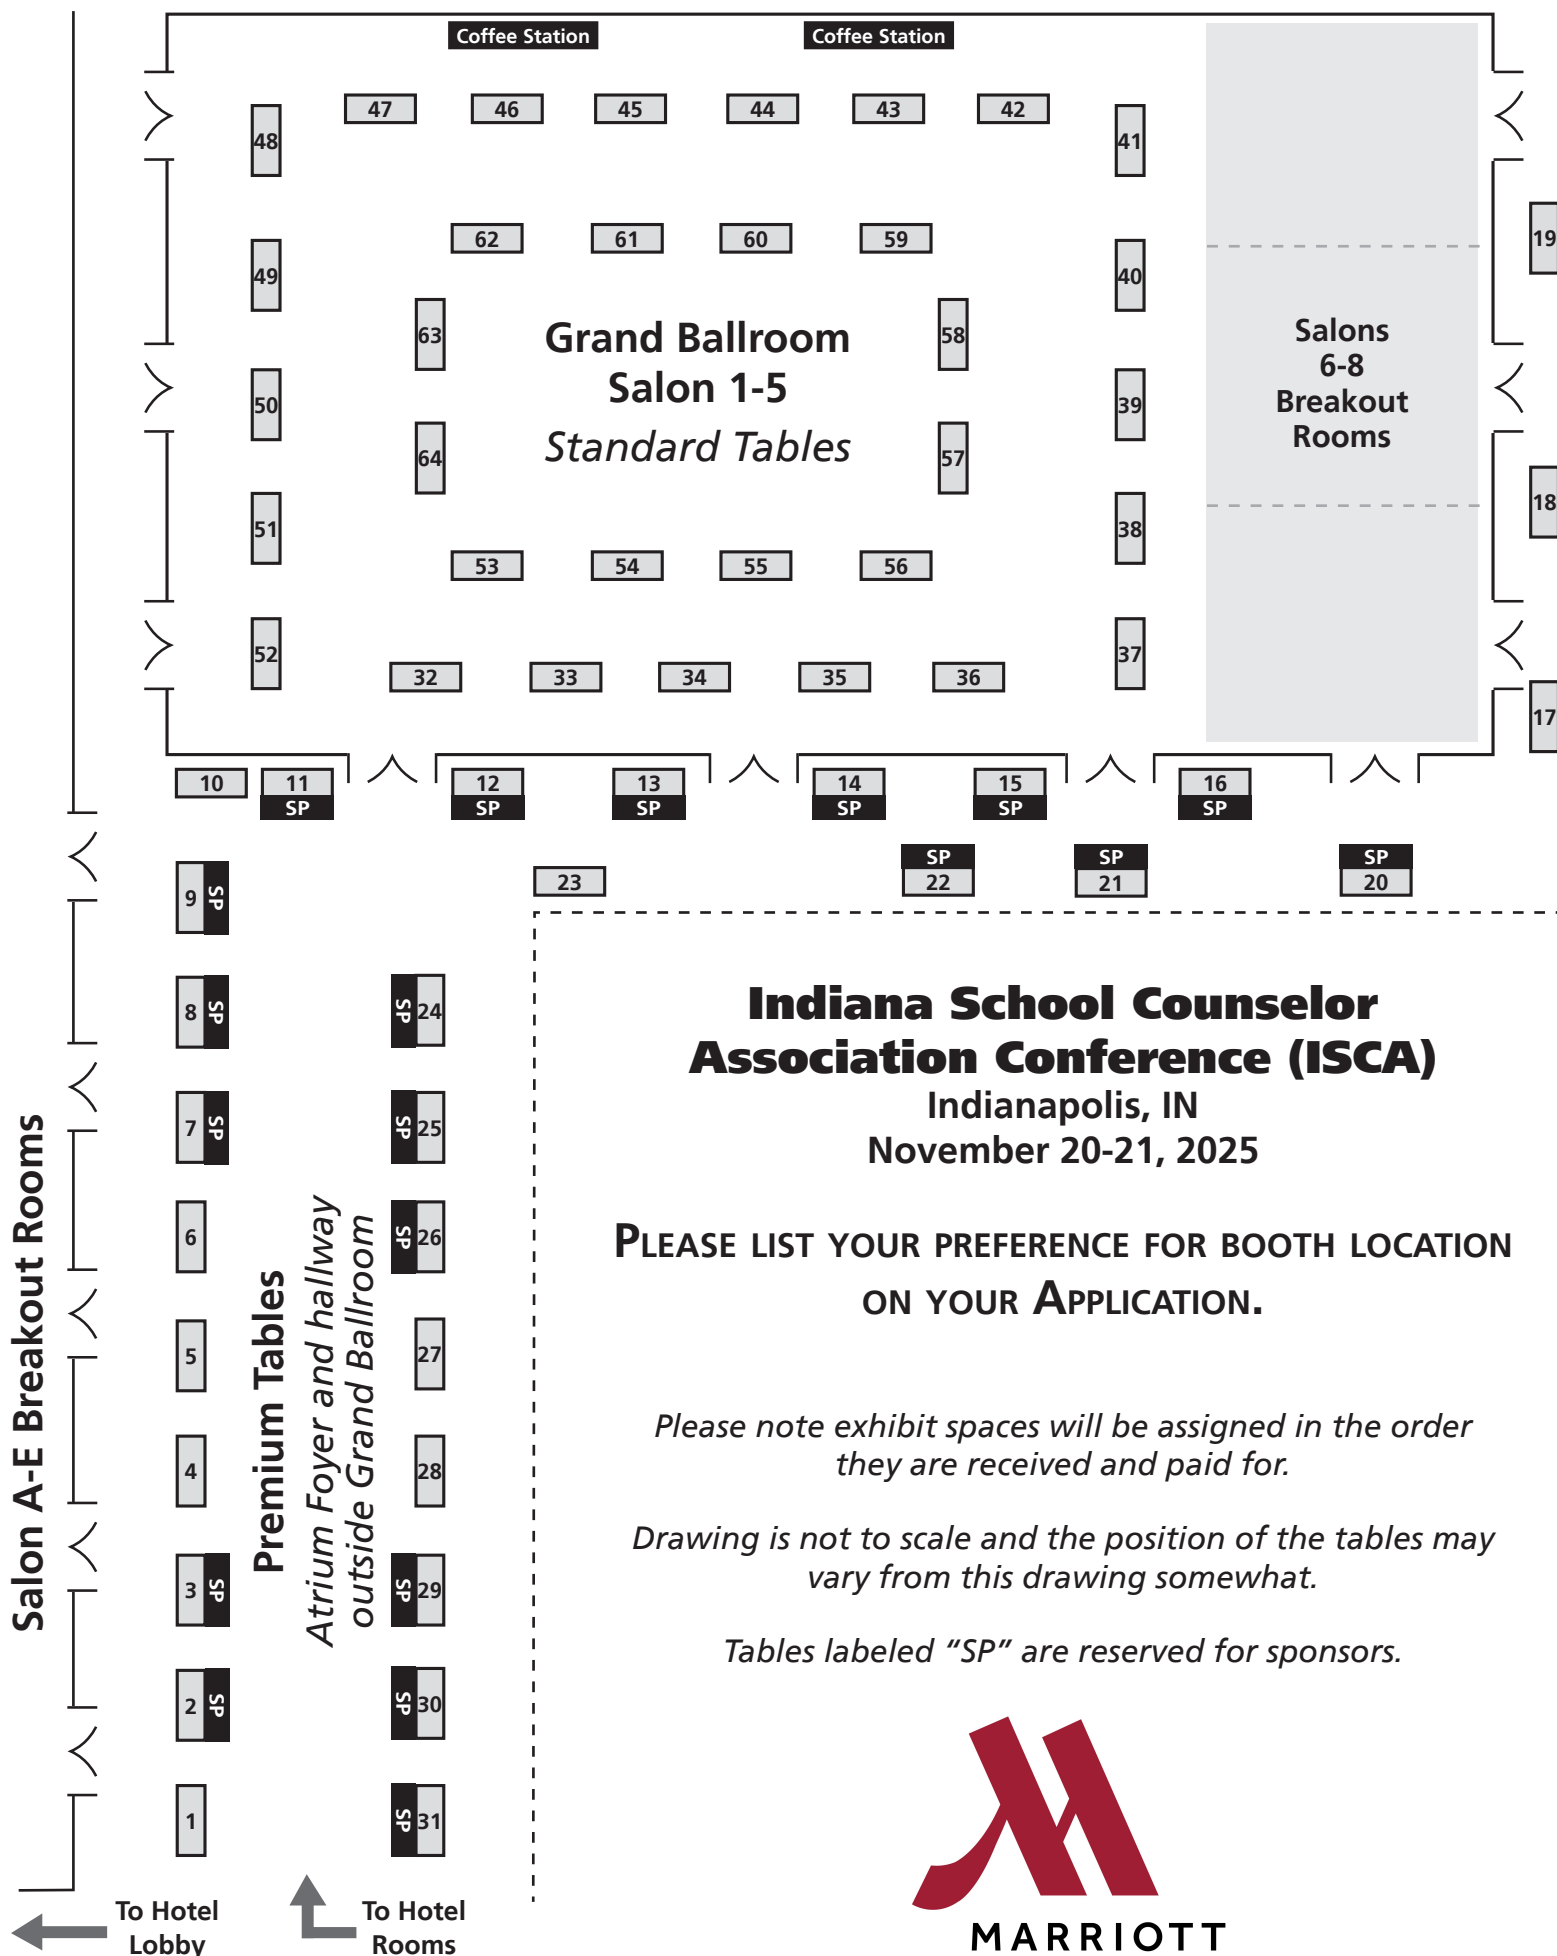 Coffee Station
Coffee Station
47
46
45
44
43
42
48
41
62
61
60
59
19
49
40
63
58
Grand Ballroom
Salon 1-5
Standard Tables
Salons
6-8
Breakout
Rooms
50
39
64
57
18
51
38
53
54
55
56
52
37
32
33
34
35
36
17
10
11
SP
12
SP
13
SP
14
SP
15
SP
16
SP
SP
22
SP
21
SP
20
23
9
SP
8
SP
SP
24
7
SP
SP
25
6
SP
26
5
27
4
28
3
SP
SP
29
2
SP
SP
30
1
SP
31
Salon A-E Breakout Rooms
Premium Tables
Atrium Foyer and hallway
outside Grand Ballroom
Indiana School Counselor
Association Conference (ISCA)
Indianapolis, IN
November 20-21, 2025
PLEASE LIST YOUR PREFERENCE FOR BOOTH LOCATION
ON YOUR APPLICATION.
Please note exhibit spaces will be assigned in the order
they are received and paid for.
Drawing is not to scale and the position of the tables may
vary from this drawing somewhat.
Tables labeled “SP” are reserved for sponsors.
To Hotel
Lobby
To Hotel
Rooms
MARRIOTT